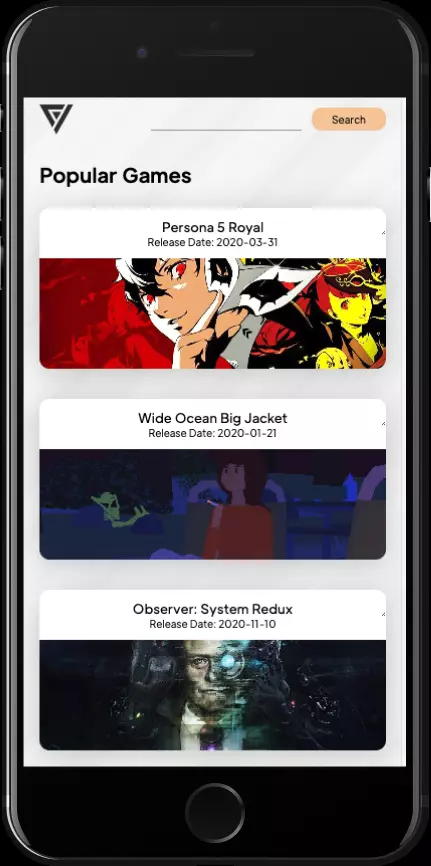 Search
Popular Games
Persona 5 Royal
Release Date: 2020-03-31
Wide Ocean Big Jacket
Release Date: 2020-01-21
Observer: System Redux
Release Date: 2020-11-10